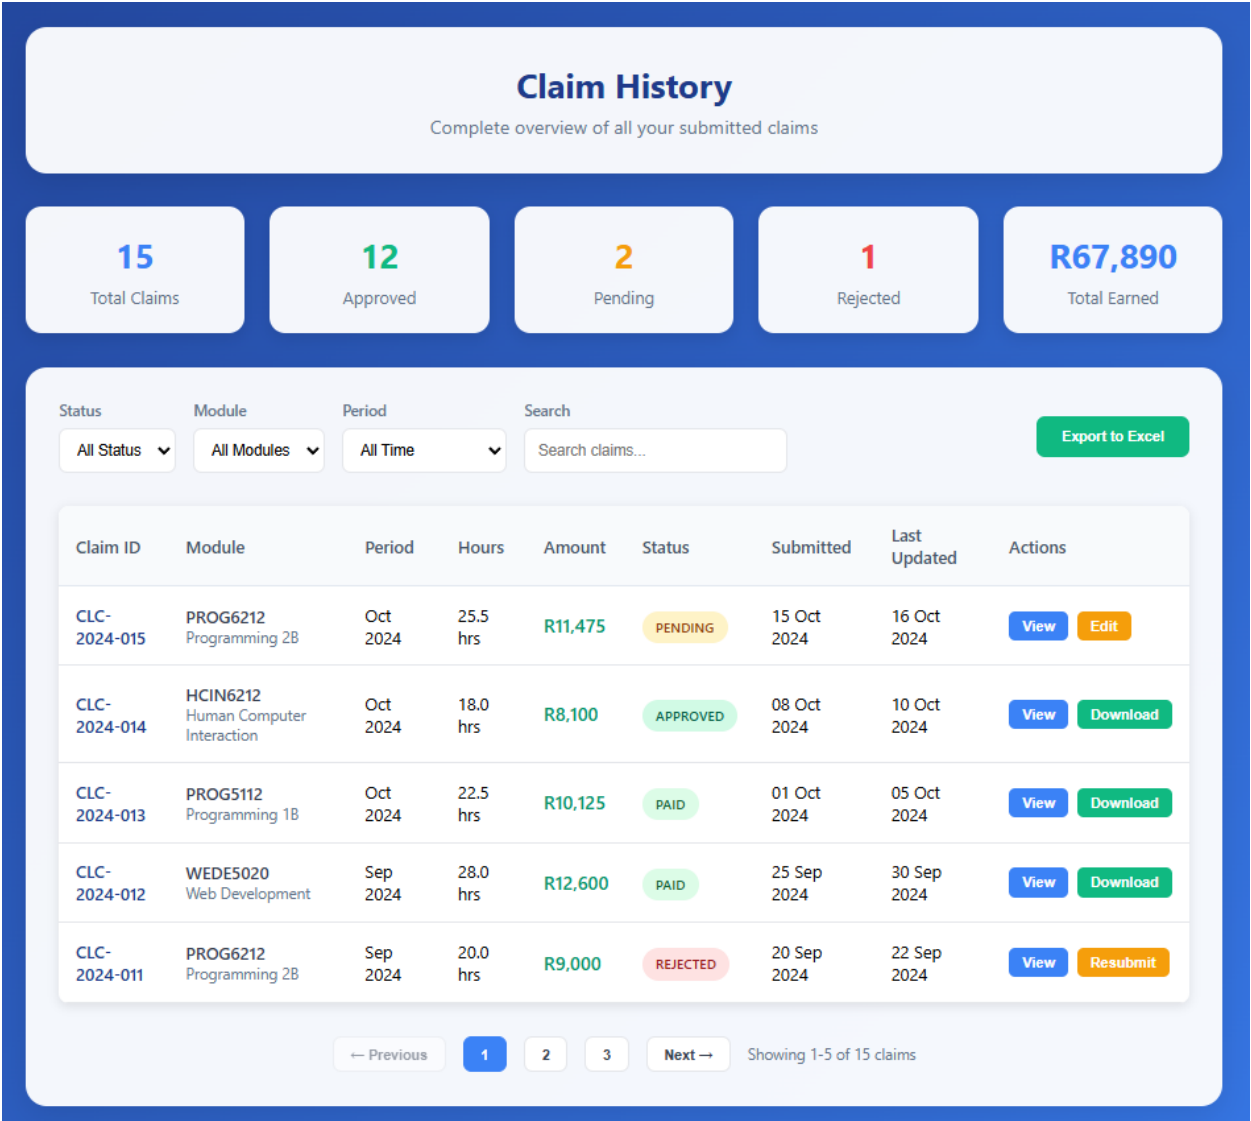 Claim History
Complete overview of all your submitted claims
15
Total Claims
12
Approved
2
Pending
1
Rejected
R67,890
Total Earned
Status
All Status
Module
All Modules
Period
All Time
Search
Search claims...
Export to Excel
Claim ID Module Period Hours Amount Status Submitted Last Updated Actions
CLC-
2024-015
PROG6212
Programming 2B
Oct
2024
25.5
hrs
R11,475
PENDING
15 Oct
2024
16 Oct
2024
View Edit
CLC-
2024-014
HCIN6212
Human Computer
Interaction
Oct
2024
18.0
hrs
R8,100
APPROVED
08 Oct
2024
10 Oct
2024
View Download
CLC-
2024-013
PROG5112
Programming 1B
Oct
2024
22.5
hrs
R10,125
PAID
01 Oct
2024
05 Oct
2024
View Download
CLC-
2024-012
WEDE5020
Web Development
Sep
2024
28.0
hrs
R12,600
PAID
25 Sep
2024
30 Sep
2024
View Download
CLC-
2024-011
PROG6212
Programming 2B
Sep
2024
20.0
hrs
R9,000
REJECTED
20 Sep
2024
22 Sep
2024
View Resubmit
← Previous 1 2 3 Next → Showing 1-5 of 15 claims